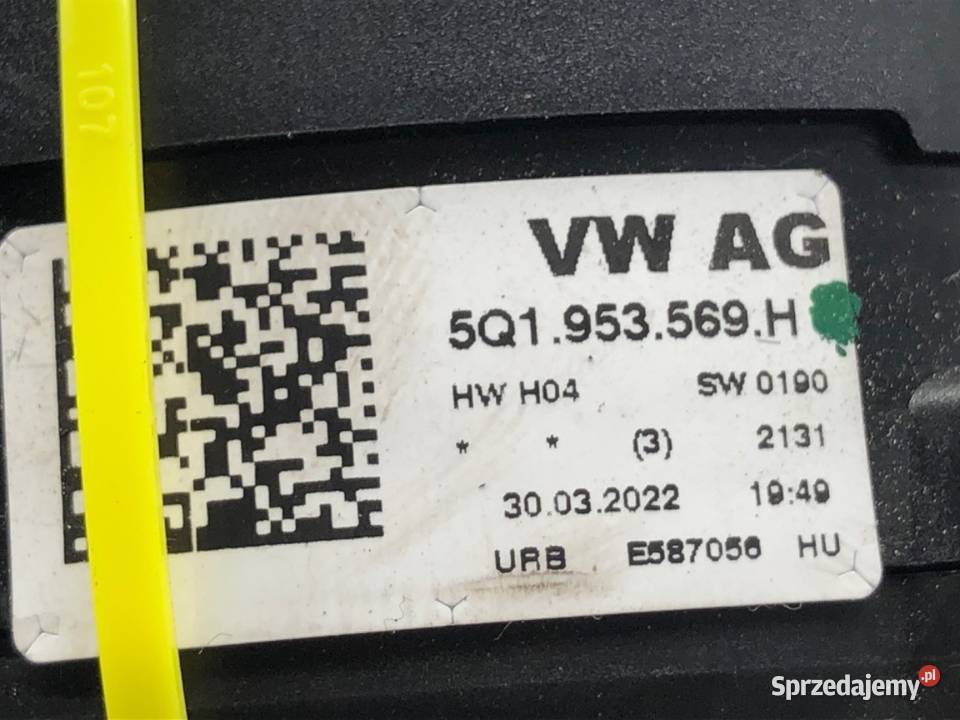 107
VW AG
5Q1.953.569.H
HW H04 SW 0190
* * (3) 2131
30.03.2022 19:49
URB E587056 HU
Sprzedajemy.pl